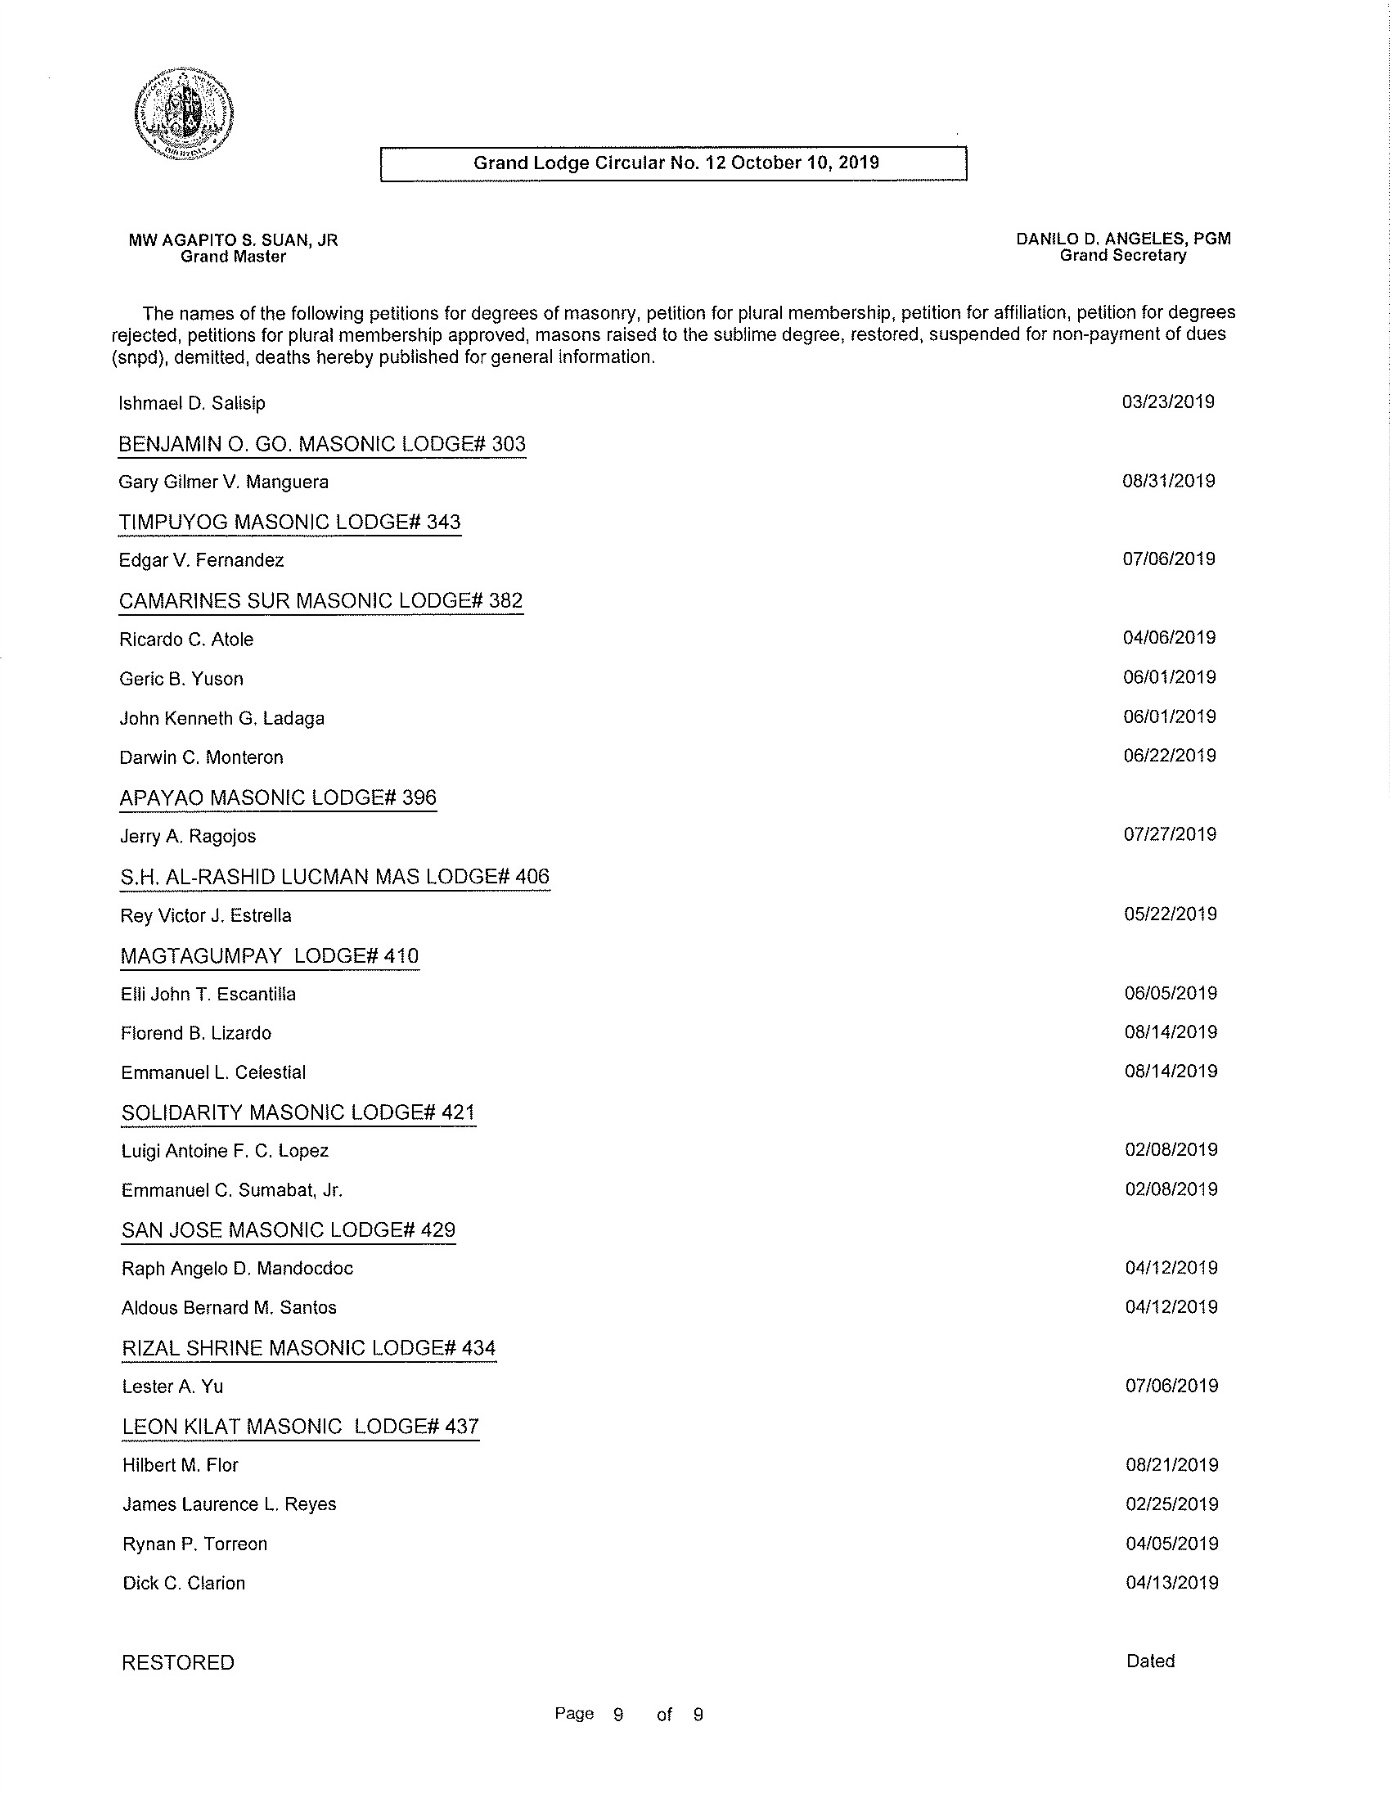 Grand Lodge Circular No. 12 October 10, 2019
MW AGAPITO S. SUAN, JR
Grand Master
DANILO D. ANGELES, PGM
Grand Secretary
The names of the following petitions for degrees of masonry, petition for plural membership, petition for affiliation, petition for degrees
rejected, petitions for plural membership approved, masons raised to the sublime degree, restored, suspended for non-payment of dues
(snpd), demitted, deaths hereby published for general information.
Ishmael D. Salisip 03/23/2019
BENJAMIN O. GO. MASONIC LODGE# 303
Gary Gilmer V. Manguera 08/31/2019
TIMPUYOG MASONIC LODGE# 343
Edgar V. Fernandez 07/06/2019
CAMARINES SUR MASONIC LODGE# 382
Ricardo C. Atole 04/06/2019
Geric B. Yuson 06/01/2019
John Kenneth G. Ladaga 06/01/2019
Darwin C. Monteron 06/22/2019
APAYAO MASONIC LODGE# 396
Jerry A. Ragojos 07/27/2019
S.H. AL-RASHID LUCMAN MAS LODGE# 406
Rey Victor J. Estrella 05/22/2019
MAGTAGUMPAY LODGE# 410
Elli John T. Escantilla 06/05/2019
Florend B. Lizardo 08/14/2019
Emmanuel L. Celestial 08/14/2019
SOLIDARITY MASONIC LODGE# 421
Luigi Antoine F. C. Lopez 02/08/2019
Emmanuel C. Sumabat, Jr. 02/08/2019
SAN JOSE MASONIC LODGE# 429
Raph Angelo D. Mandocdoc 04/12/2019
Aldous Bernard M. Santos 04/12/2019
RIZAL SHRINE MASONIC LODGE# 434
Lester A. Yu 07/06/2019
LEON KILAT MASONIC LODGE# 437
Hilbert M. Flor 08/21/2019
James Laurence L. Reyes 02/25/2019
Rynan P. Torreon 04/05/2019
Dick C. Clarion 04/13/2019
RESTORED Dated
Page 9 of 9